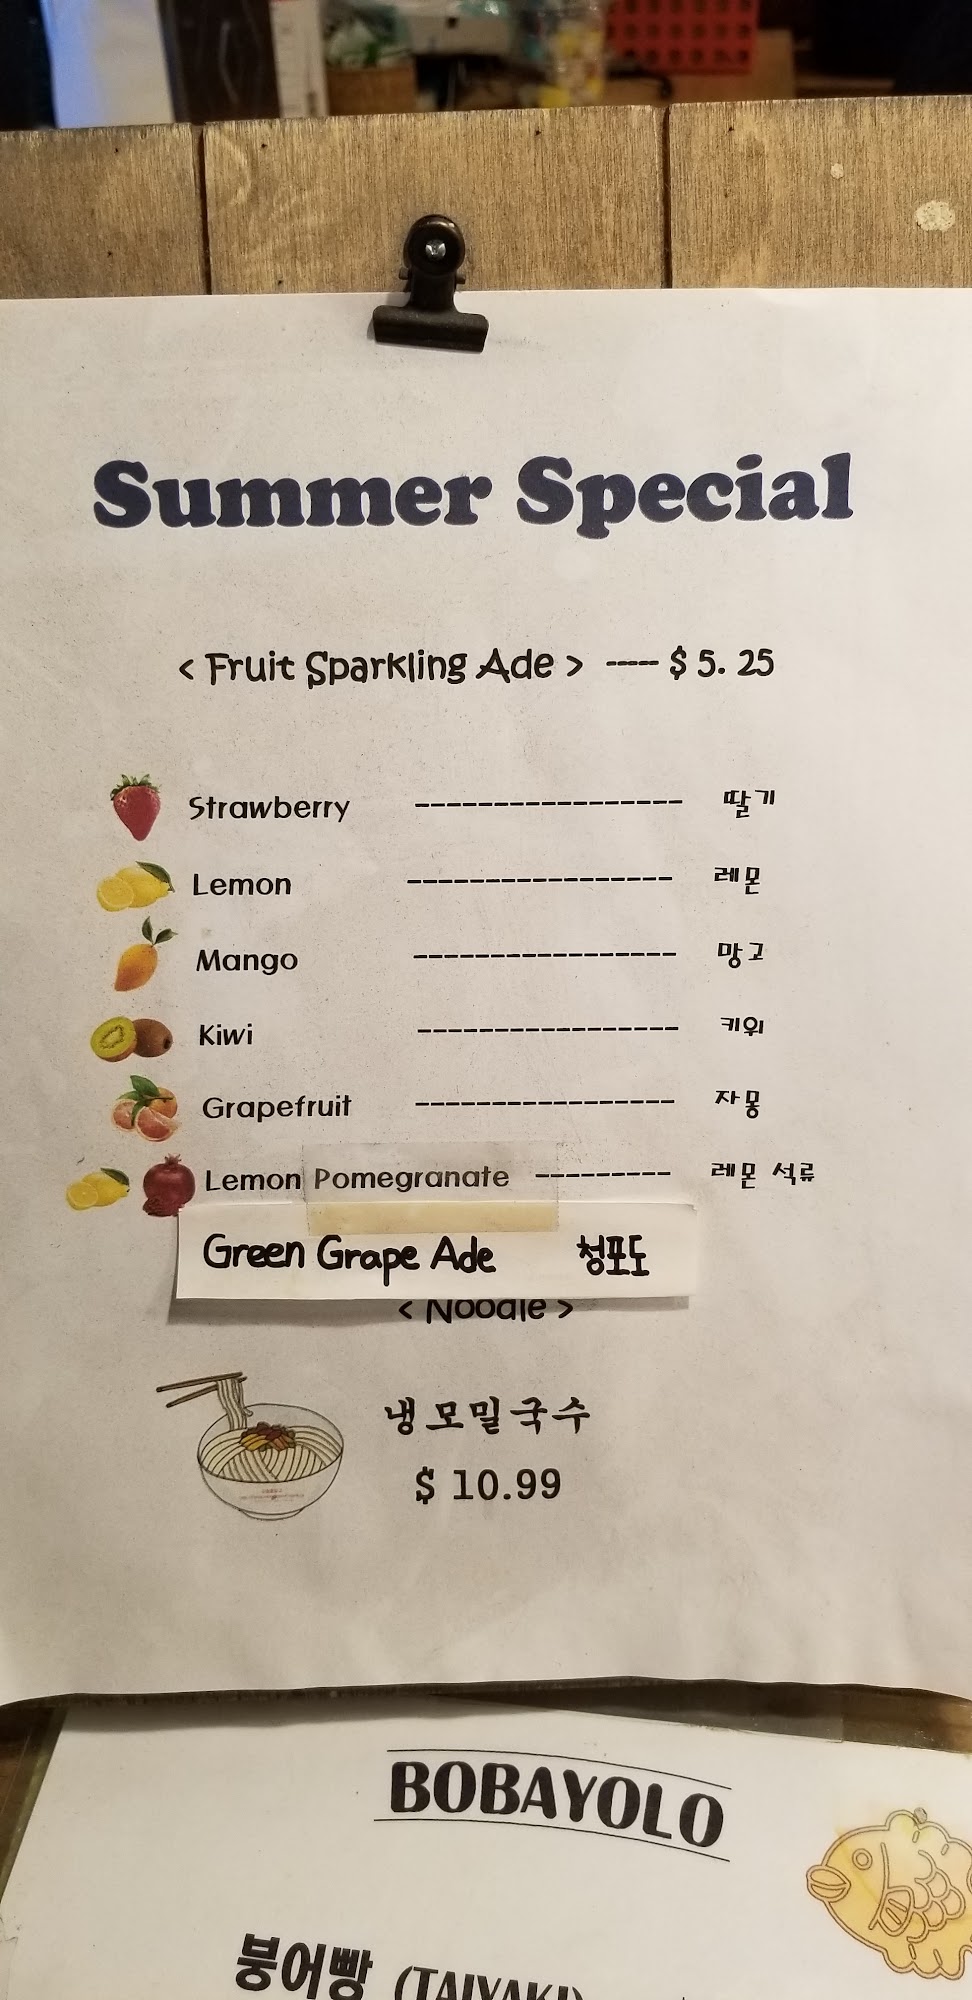 Summer Special
< Fruit Sparkling Ade > ----- $ 5. 25
Strawberry ----------------- 딸기
Lemon ----------------- 레몬
Mango ----------------- 망고
Kiwi ----------------- 키위
Grapefruit ----------------- 자몽
Lemon Pomegranate --------- 레몬 석류
Green Grape Ade 청포도
< Noodle >
냉모밀국수
$ 10.99
BOBAYOLO
붕어빵 (TAIYAKI)